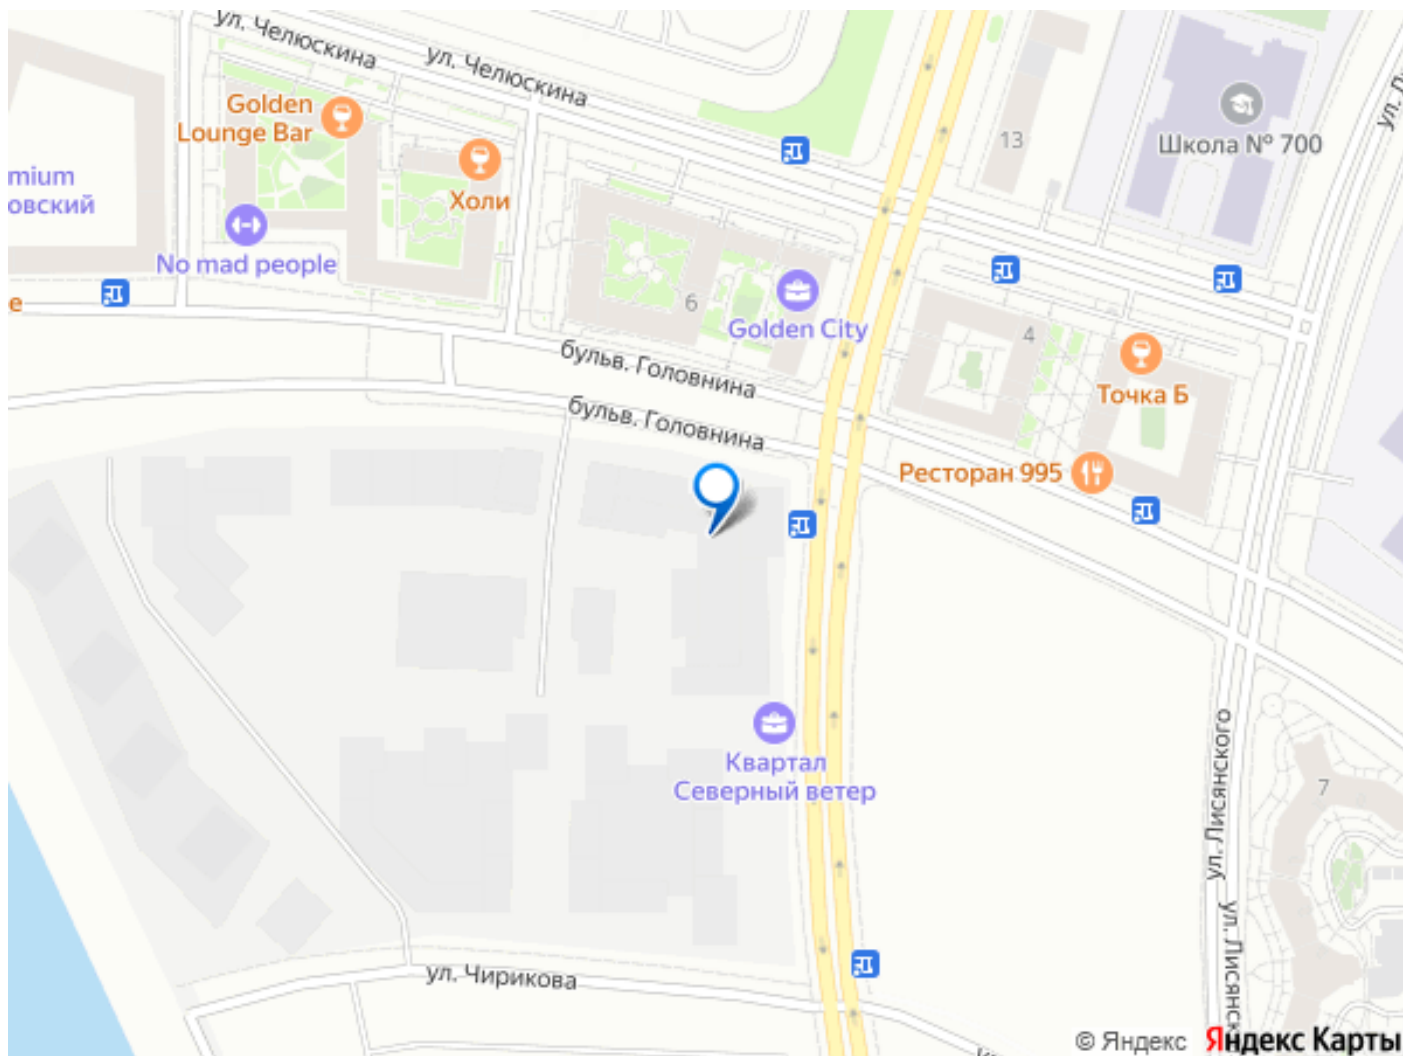 ул. Челюскина
ул. Челюскина
Golden
Lounge Bar
Холи
13
Школа № 700
mium
овский
No mad people
е
6
Golden City
4
Точка Б
бульв. Головнина
бульв. Головнина
Ресторан 995
Квартал
Северный ветер
ул. Лисянского
7
ул. Чирикова
© Яндекс
Яндекс Карты